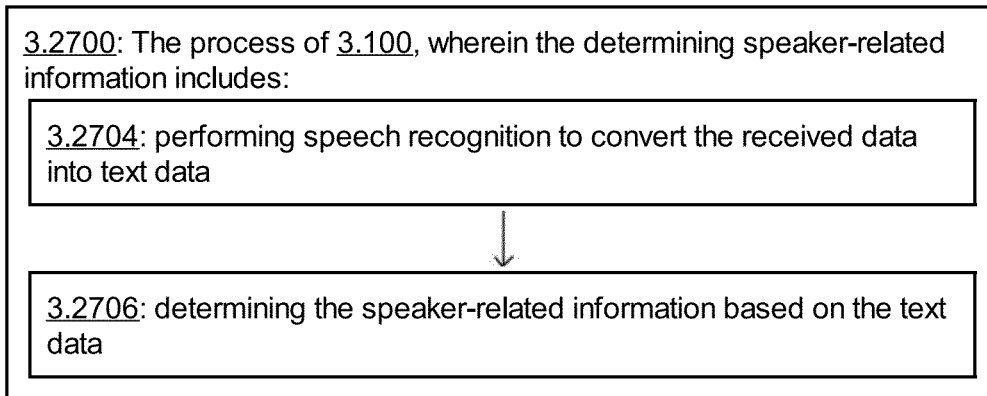 3.2700: The process of 3.100, wherein the determining speaker-related
information includes:
3.2704: performing speech recognition to convert the received data
into text data
3.2706: determining the speaker-related information based on the text
data